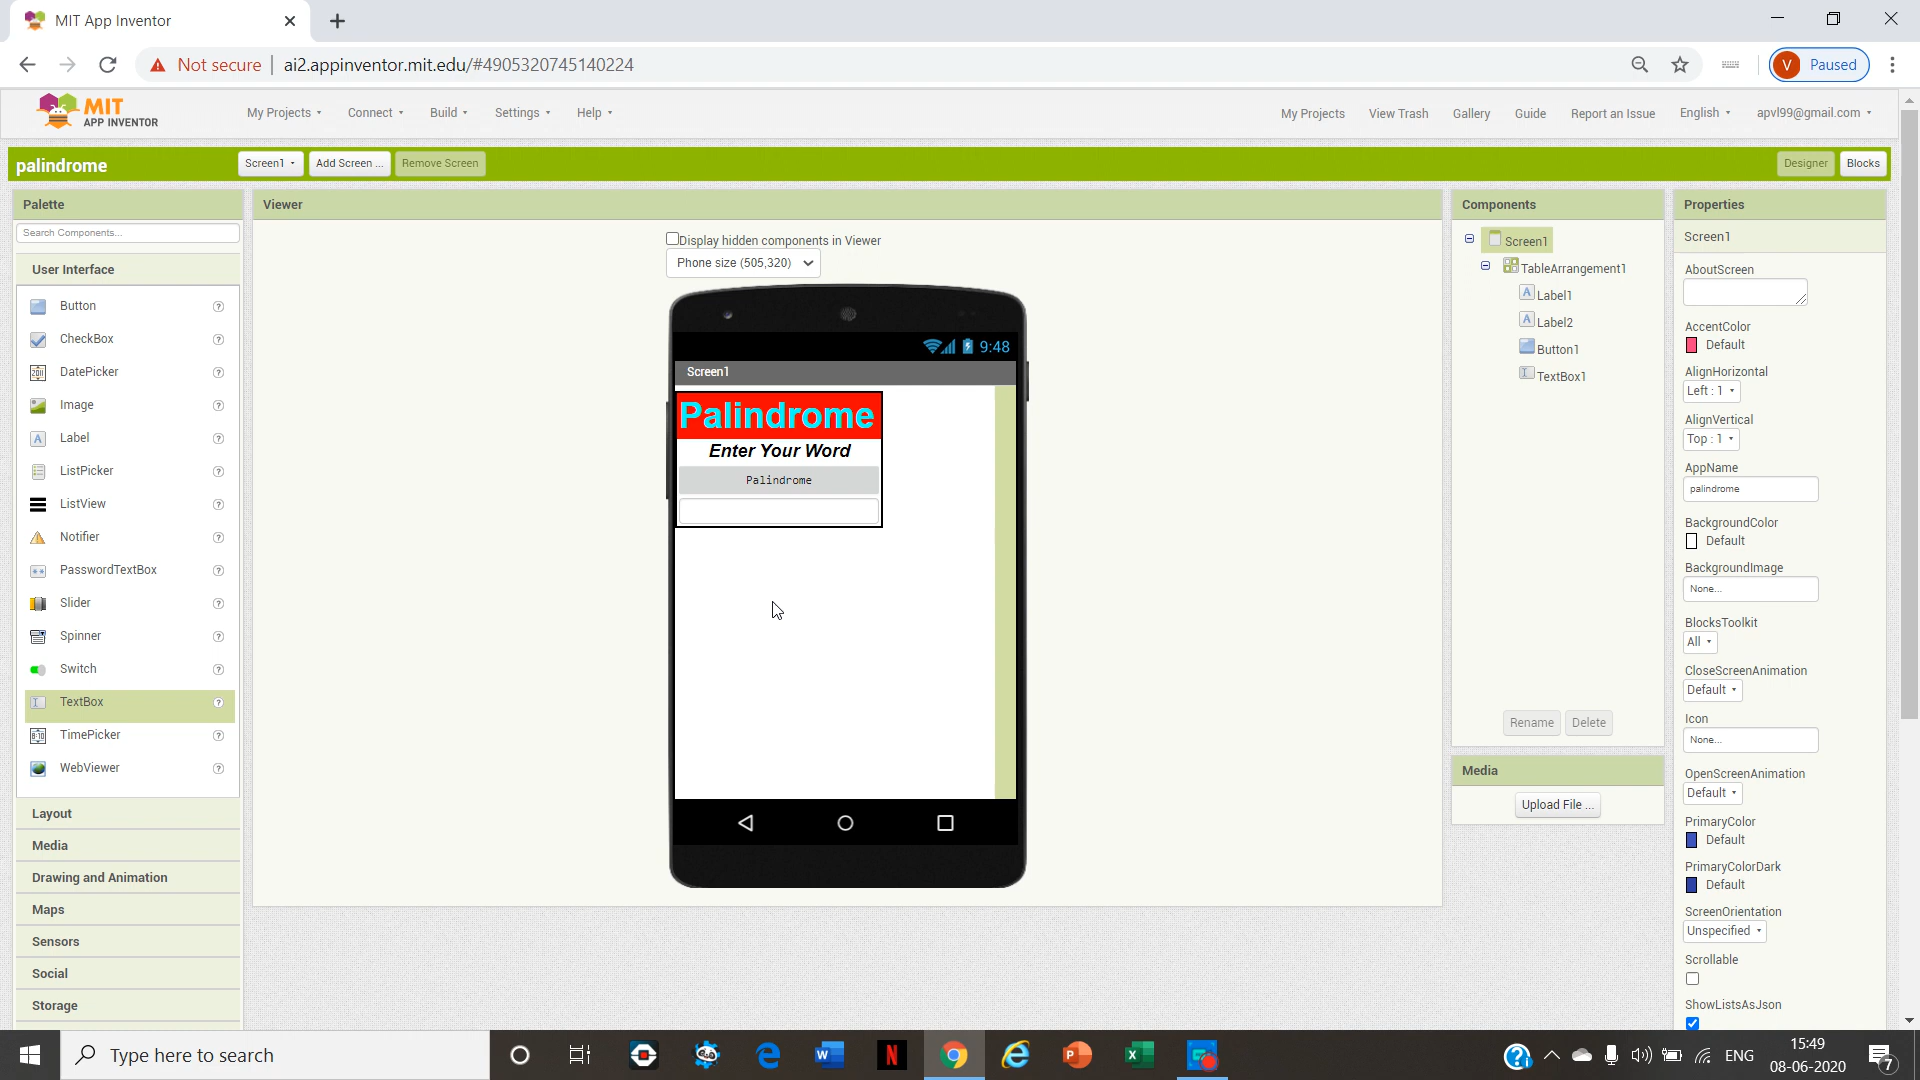 MIT App Inventor
Not secure
ai2.appinventor.mit.edu/#4905320745140224
V
Paused
MIT
APP INVENTOR
My Projects
Connect
Build
Settings
Help
My Projects
View Trash
Gallery
Guide
Report an Issue
English
apvl99@gmail.com
palindrome
Screen1
Add Screen ...
Remove Screen
Designer
Blocks
Palette
Search Components...
User Interface
Button
CheckBox
DatePicker
Image
Label
ListPicker
ListView
Notifier
PasswordTextBox
Slider
Spinner
Switch
TextBox
TimePicker
WebViewer
Layout
Media
Drawing and Animation
Maps
Sensors
Social
Storage
Viewer
Display hidden components in Viewer
Phone size (505,320)
9:48
Screen1
Palindrome
Enter Your Word
Palindrome
Components
Screen1
TableArrangement1
Label1
Label2
Button1
TextBox1
Rename
Delete
Media
Upload File ...
Properties
Screen1
AboutScreen
AccentColor
Default
AlignHorizontal
Left : 1
AlignVertical
Top : 1
AppName
palindrome
BackgroundColor
Default
BackgroundImage
None...
BlocksToolkit
All
CloseScreenAnimation
Default
Icon
None...
OpenScreenAnimation
Default
PrimaryColor
Default
PrimaryColorDark
Default
ScreenOrientation
Unspecified
Scrollable
ShowListsAsJson
Type here to search
ENG
15:49
08-06-2020
7